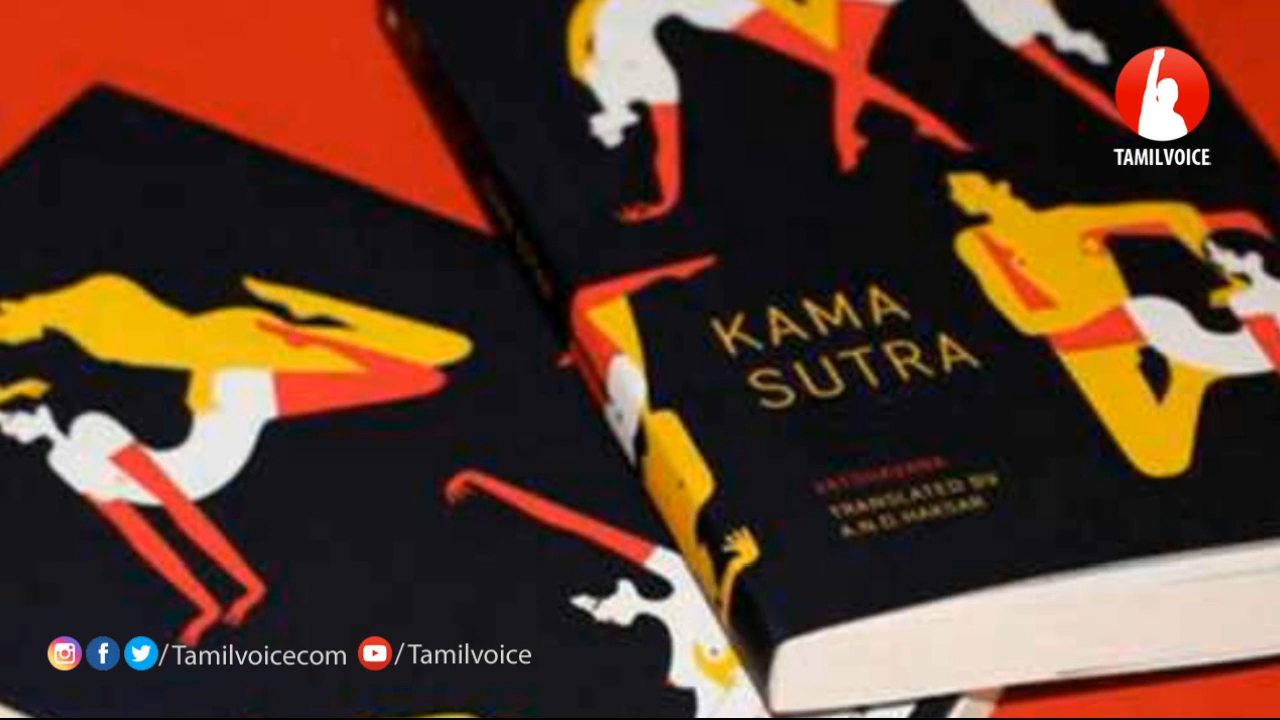 TAMILVOICE
KAMA
SUTRA
VATSYAYANA
TRANSLATED BY
A.N.D. HAKSAR
/Tamilvoicecom
/Tamilvoice